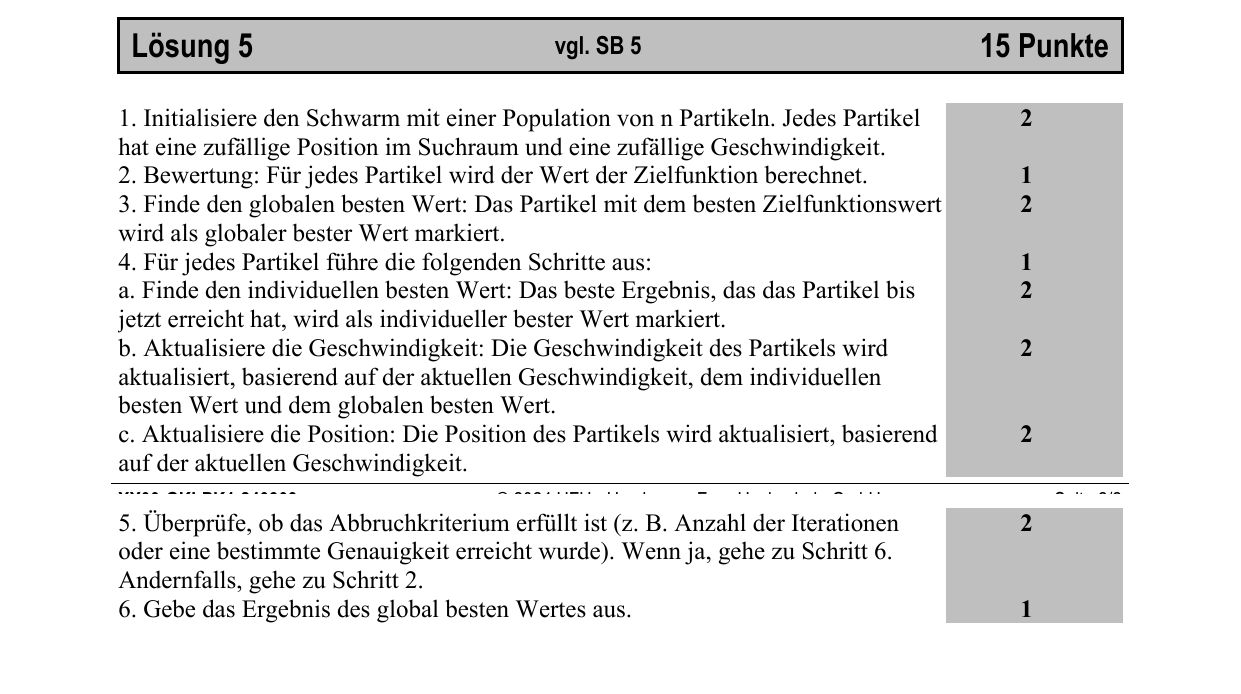 Lösung 5 vgl. SB 5 15 Punkte
1. Initialisiere den Schwarm mit einer Population von n Partikeln. Jedes Partikel 2
hat eine zufällige Position im Suchraum und eine zufällige Geschwindigkeit.
2. Bewertung: Für jedes Partikel wird der Wert der Zielfunktion berechnet. 1
3. Finde den globalen besten Wert: Das Partikel mit dem besten Zielfunktionswert 2
wird als globaler bester Wert markiert.
4. Für jedes Partikel führe die folgenden Schritte aus: 1
a. Finde den individuellen besten Wert: Das beste Ergebnis, das das Partikel bis 2
jetzt erreicht hat, wird als individueller bester Wert markiert.
b. Aktualisiere die Geschwindigkeit: Die Geschwindigkeit des Partikels wird 2
aktualisiert, basierend auf der aktuellen Geschwindigkeit, dem individuellen
besten Wert und dem globalen besten Wert.
c. Aktualisiere die Position: Die Position des Partikels wird aktualisiert, basierend 2
auf der aktuellen Geschwindigkeit.
5. Überprüfe, ob das Abbruchkriterium erfüllt ist (z. B. Anzahl der Iterationen 2
oder eine bestimmte Genauigkeit erreicht wurde). Wenn ja, gehe zu Schritt 6.
Andernfalls, gehe zu Schritt 2.
6. Gebe das Ergebnis des global besten Wertes aus. 1